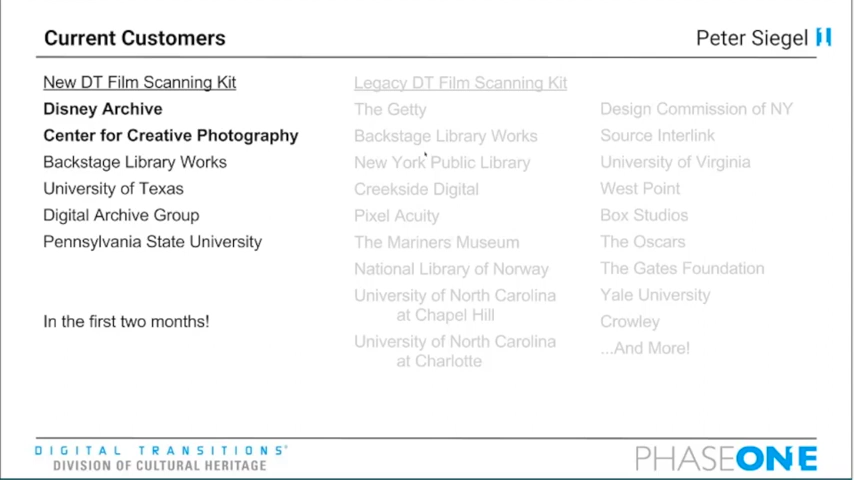 Current Customers
Peter Siegel
New DT Film Scanning Kit
Disney Archive
Center for Creative Photography
Backstage Library Works
University of Texas
Digital Archive Group
Pennsylvania State University
In the first two months!
Legacy DT Film Scanning Kit
The Getty
Backstage Library Works
New York Public Library
Creekside Digital
Pixel Acuity
The Mariners Museum
National Library of Norway
University of North Carolina
at Chapel Hill
University of North Carolina
at Charlotte
Design Commission of NY
Source Interlink
University of Virginia
West Point
Box Studios
The Oscars
The Gates Foundation
Yale University
Crowley
...And More!
DIGITAL TRANSITIONS
DIVISION OF CULTURAL HERITAGE
PHASEONE